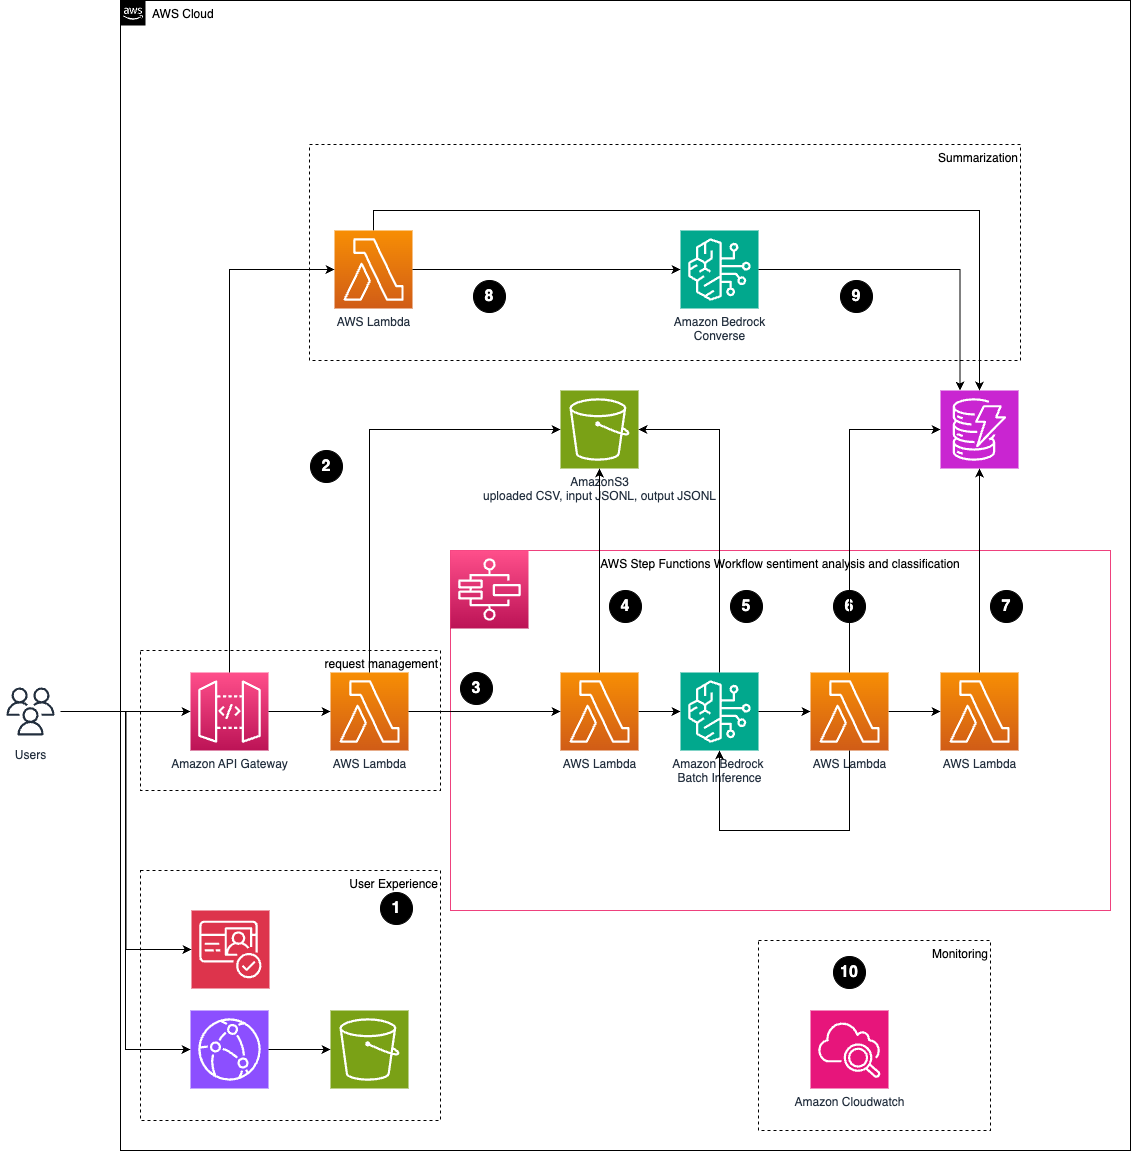 aws
AWS Cloud
Summarization
AWS Lambda
8
Amazon Bedrock
Converse
9
2
AmazonS3
uploaded CSV, input JSONL, output JSONL
AWS Step Functions Workflow sentiment analysis and classification
4
5
6
7
request management
3
Users
Amazon API Gateway
AWS Lambda
AWS Lambda
Amazon Bedrock
Batch Inference
AWS Lambda
AWS Lambda
User Experience
1
Monitoring
10
Amazon Cloudwatch